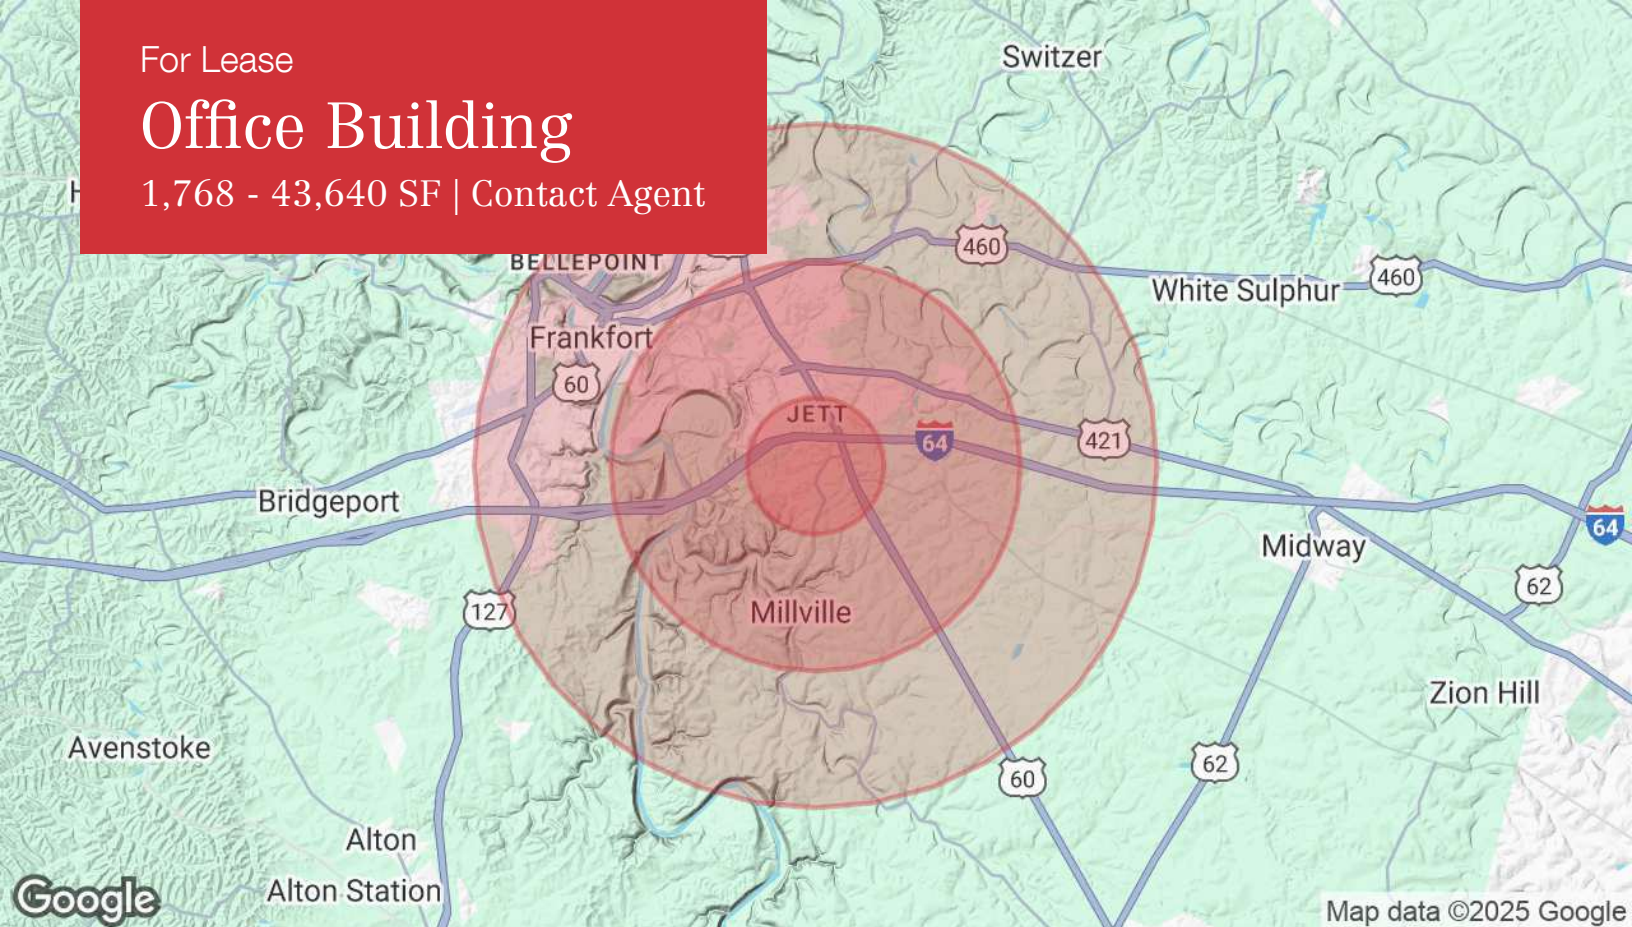 For Lease
Office Building
1,768 - 43,640 SF | Contact Agent
Switzer
460
BELLEPOINT
White Sulphur
460
Frankfort
60
JETT
64
421
Bridgeport
64
Midway
62
127
Millville
Zion Hill
Avenstoke
60
62
Alton
Alton Station
Google
Map data ©2025 Google